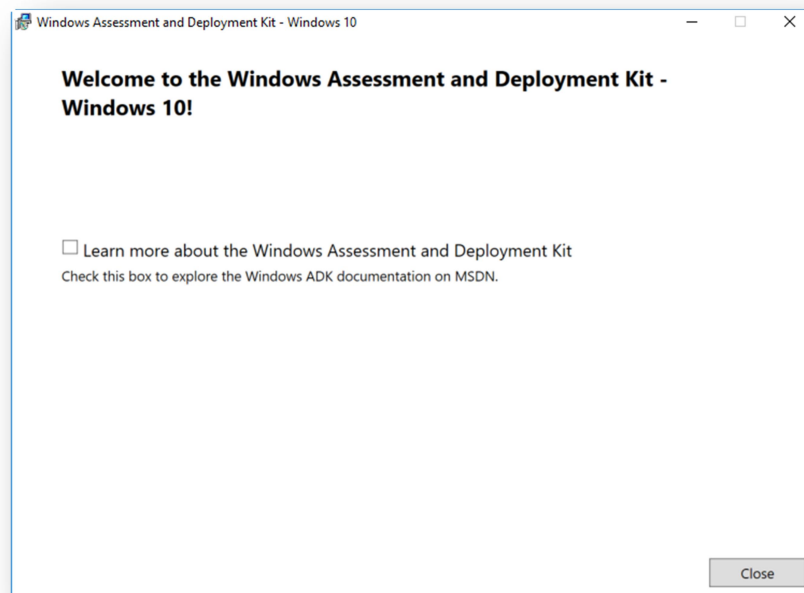 Windows Assessment and Deployment Kit - Windows 10
Welcome to the Windows Assessment and Deployment Kit -
Windows 10!
Learn more about the Windows Assessment and Deployment Kit
Check this box to explore the Windows ADK documentation on MSDN.
Close